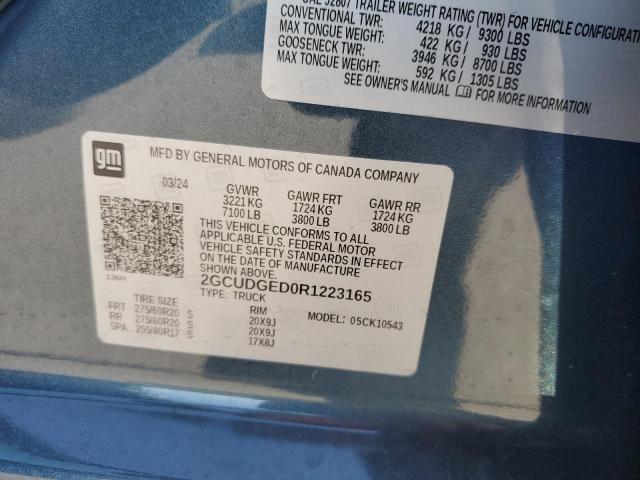 SAE J2807 TRAILER WEIGHT RATING (TWR) FOR VEHICLE CONFIGURATION
CONVENTIONAL TWR: 4218 KG/ 9300 LBS
MAX TONGUE WEIGHT: 422 KG/ 930 LBS
GOOSENECK TWR: 3946 KG/ 8700 LBS
MAX TONGUE WEIGHT: 592 KG/ 1305 LBS
SEE OWNER'S MANUAL FOR MORE INFORMATION
gm
MFD BY GENERAL MOTORS OF CANADA COMPANY
03/24 GVWR GAWR FRT GAWR RR
3221 KG 1724 KG 1724 KG
7100 LB 3800 LB 3800 LB
THIS VEHICLE CONFORMS TO ALL
APPLICABLE U.S. FEDERAL MOTOR
VEHICLE SAFETY STANDARDS IN EFFECT
ON THE DATE OF MANUFACTURE
SHOWN ABOVE.
136H 2GCUDGED0R1223165
TYPE: TRUCK
TIRE SIZE RIM MODEL: 05CK10543
FRT 275/60R20 S 20X9J
RR 275/60R20 S 20X9J
SPA 255/80R17 S 17X8J